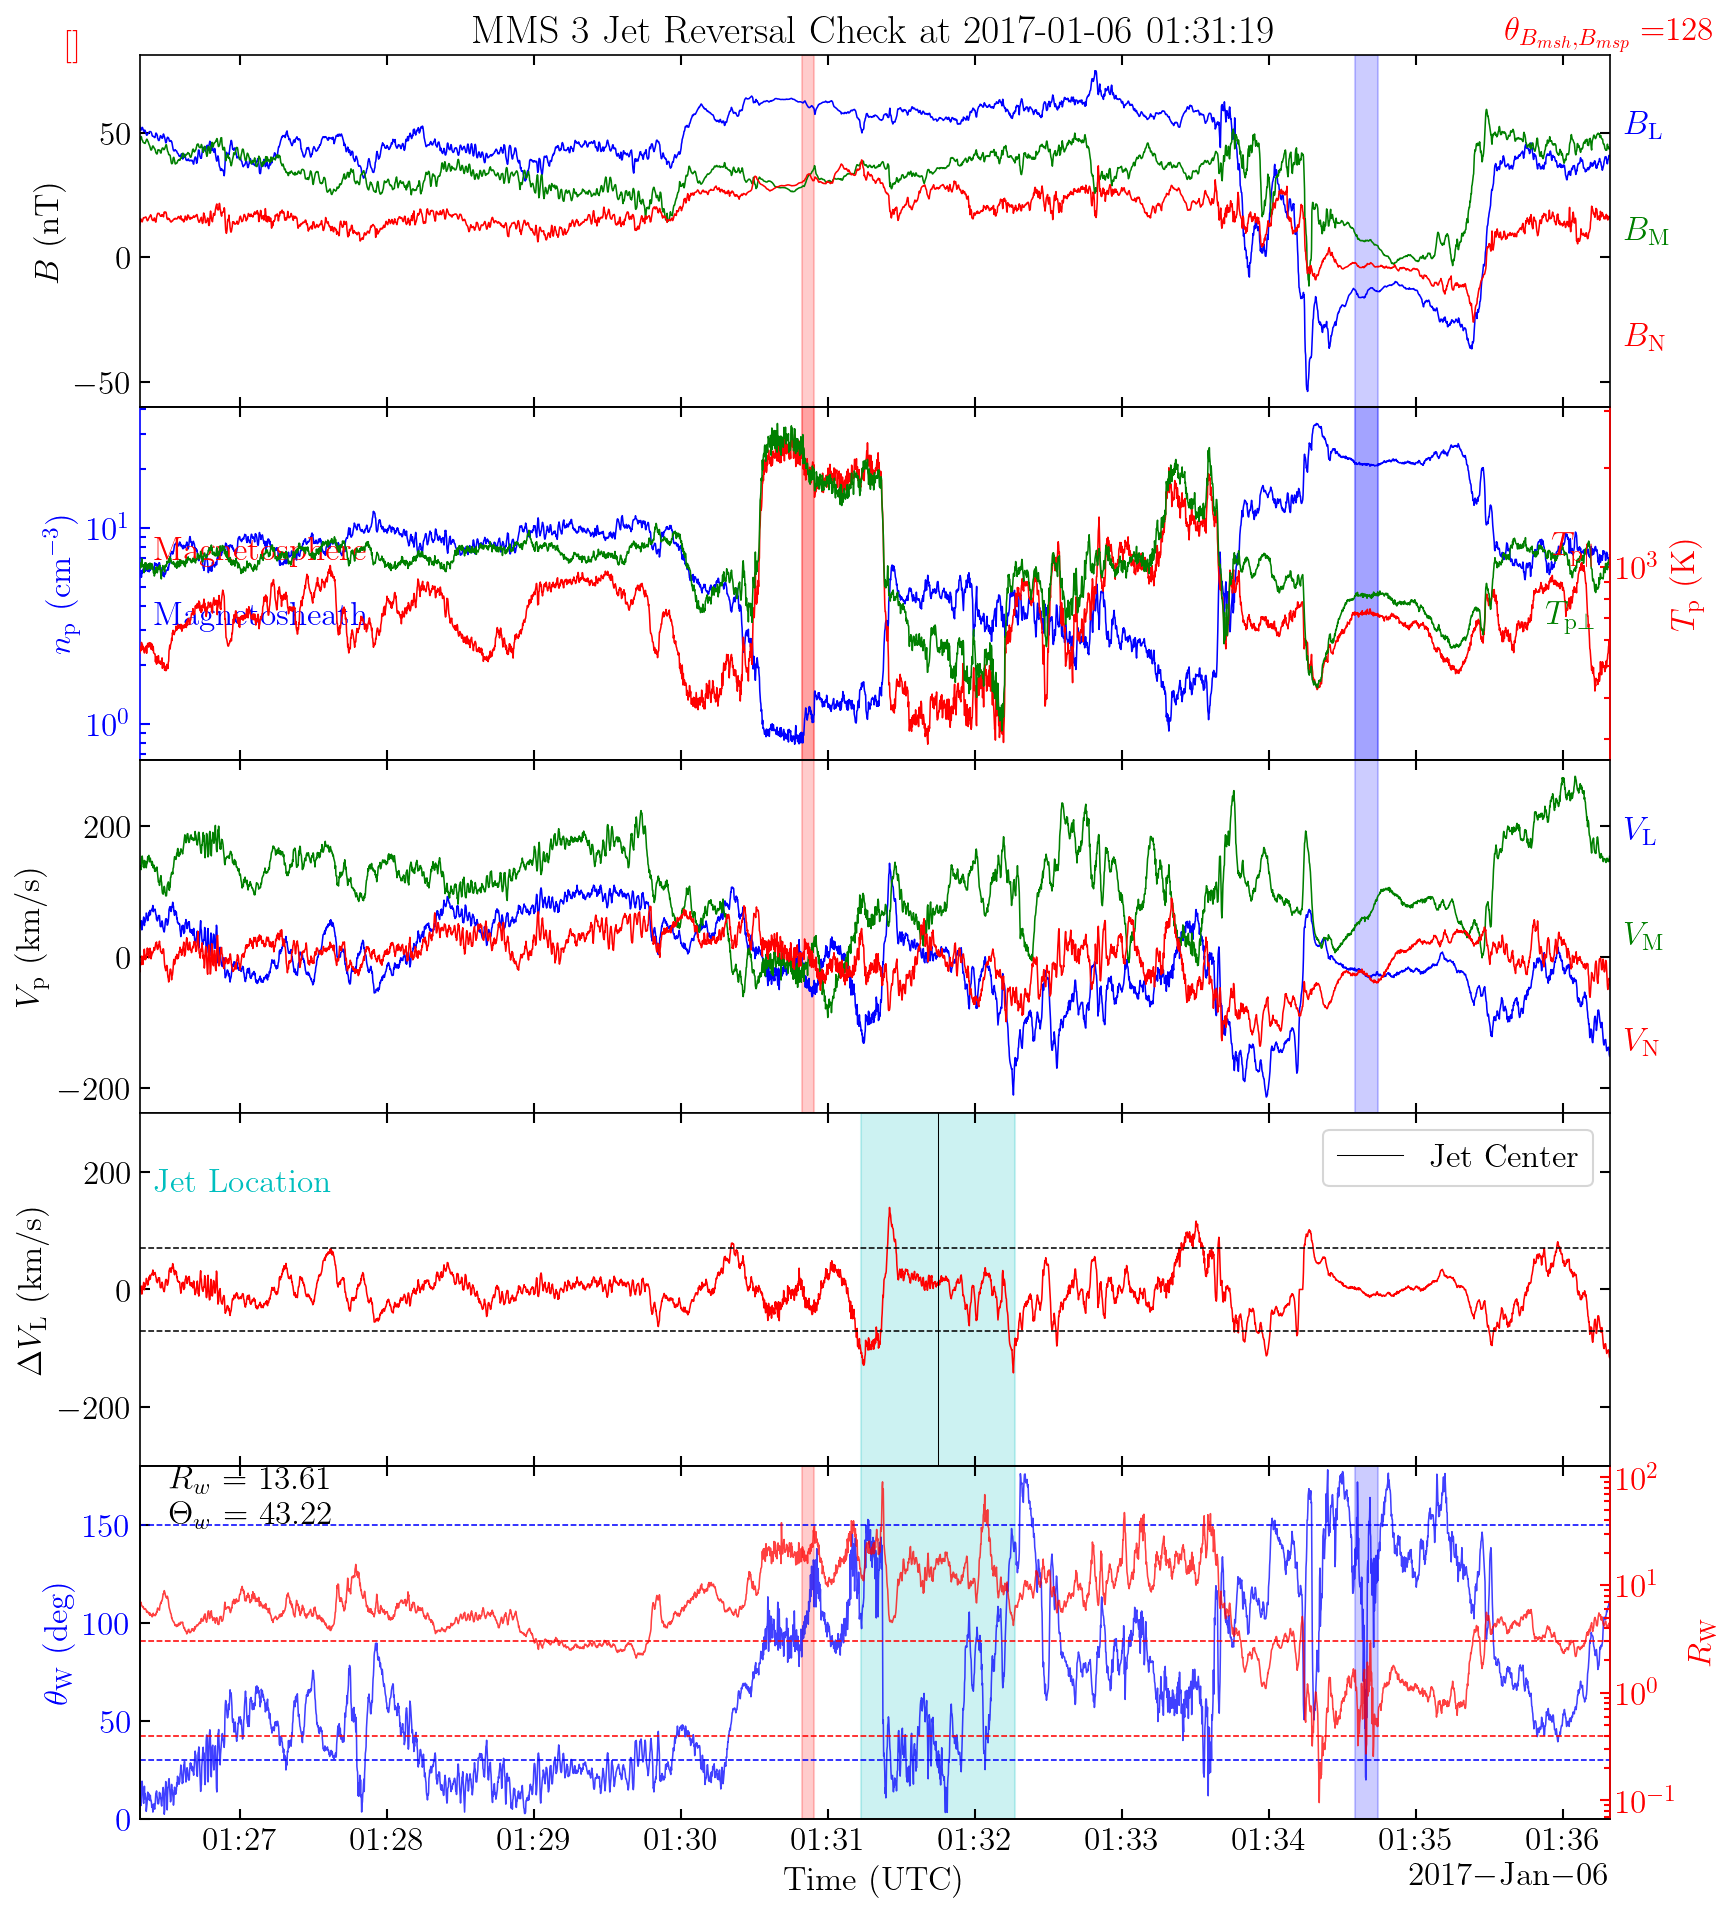 MMS 3 Jet Reversal Check at 2017-01-06 01:31:19
θ_{B_{msh},B_{msp}} =128
[]
50
0
−50
B (nT)
B_L
B_M
B_N
10^1
10^0
n_p (cm^{−3})
Magnetosphere
Magnetosheath
T_{p⊥}
10^3
T_p (K)
200
0
−200
V_p (km/s)
V_L
V_M
V_N
200
0
−200
ΔV_L (km/s)
Jet Location
Jet Center
R_w = 13.61
Θ_w = 43.22
150
100
50
0
θ_W (deg)
10^2
10^1
10^0
10^{−1}
R_W
01:27
01:28
01:29
01:30
01:31
01:32
01:33
01:34
01:35
01:36
Time (UTC)
2017−Jan−06